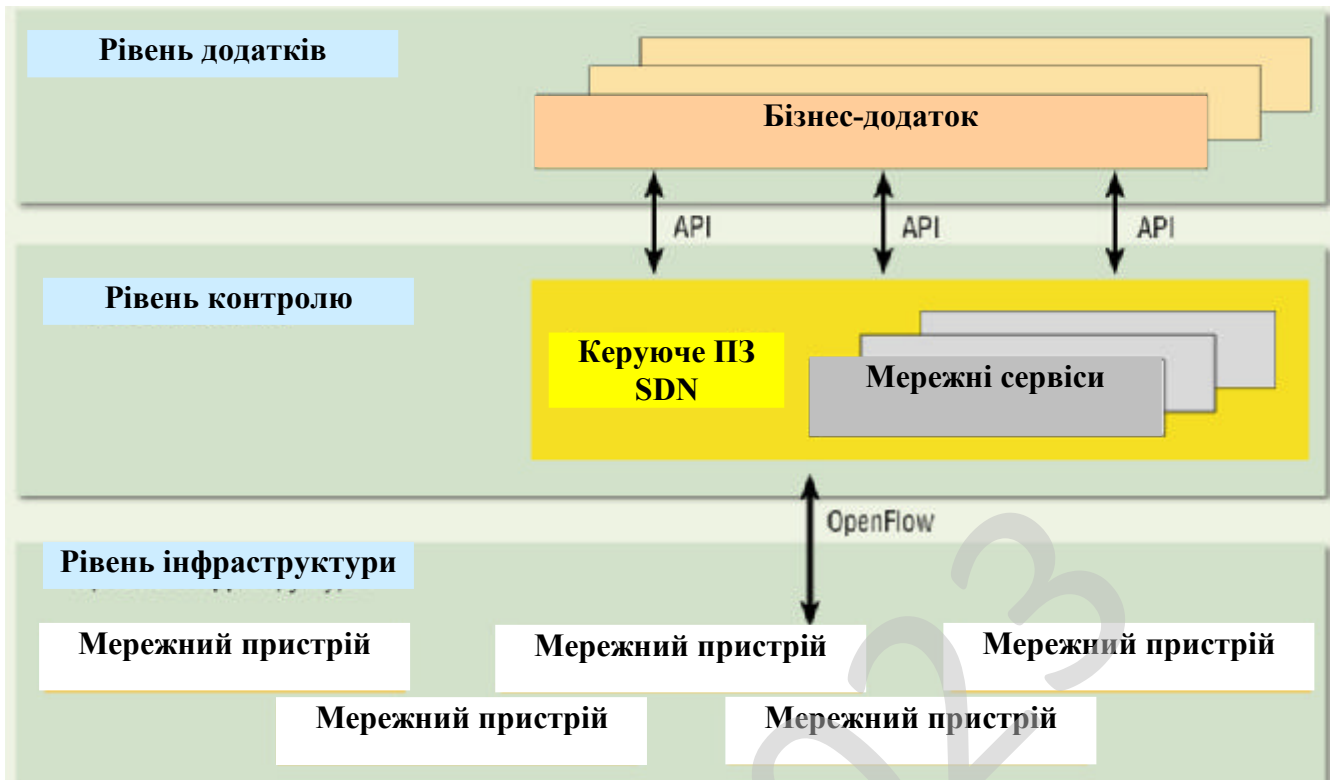 Рівень додатків
Бізнес-додаток
API
API
API
Рівень контролю
Керуюче ПЗ
SDN
Мережні сервіси
OpenFlow
Рівень інфраструктури
Мережний пристрій
Мережний пристрій
Мережний пристрій
Мережний пристрій
Мережний пристрій
23